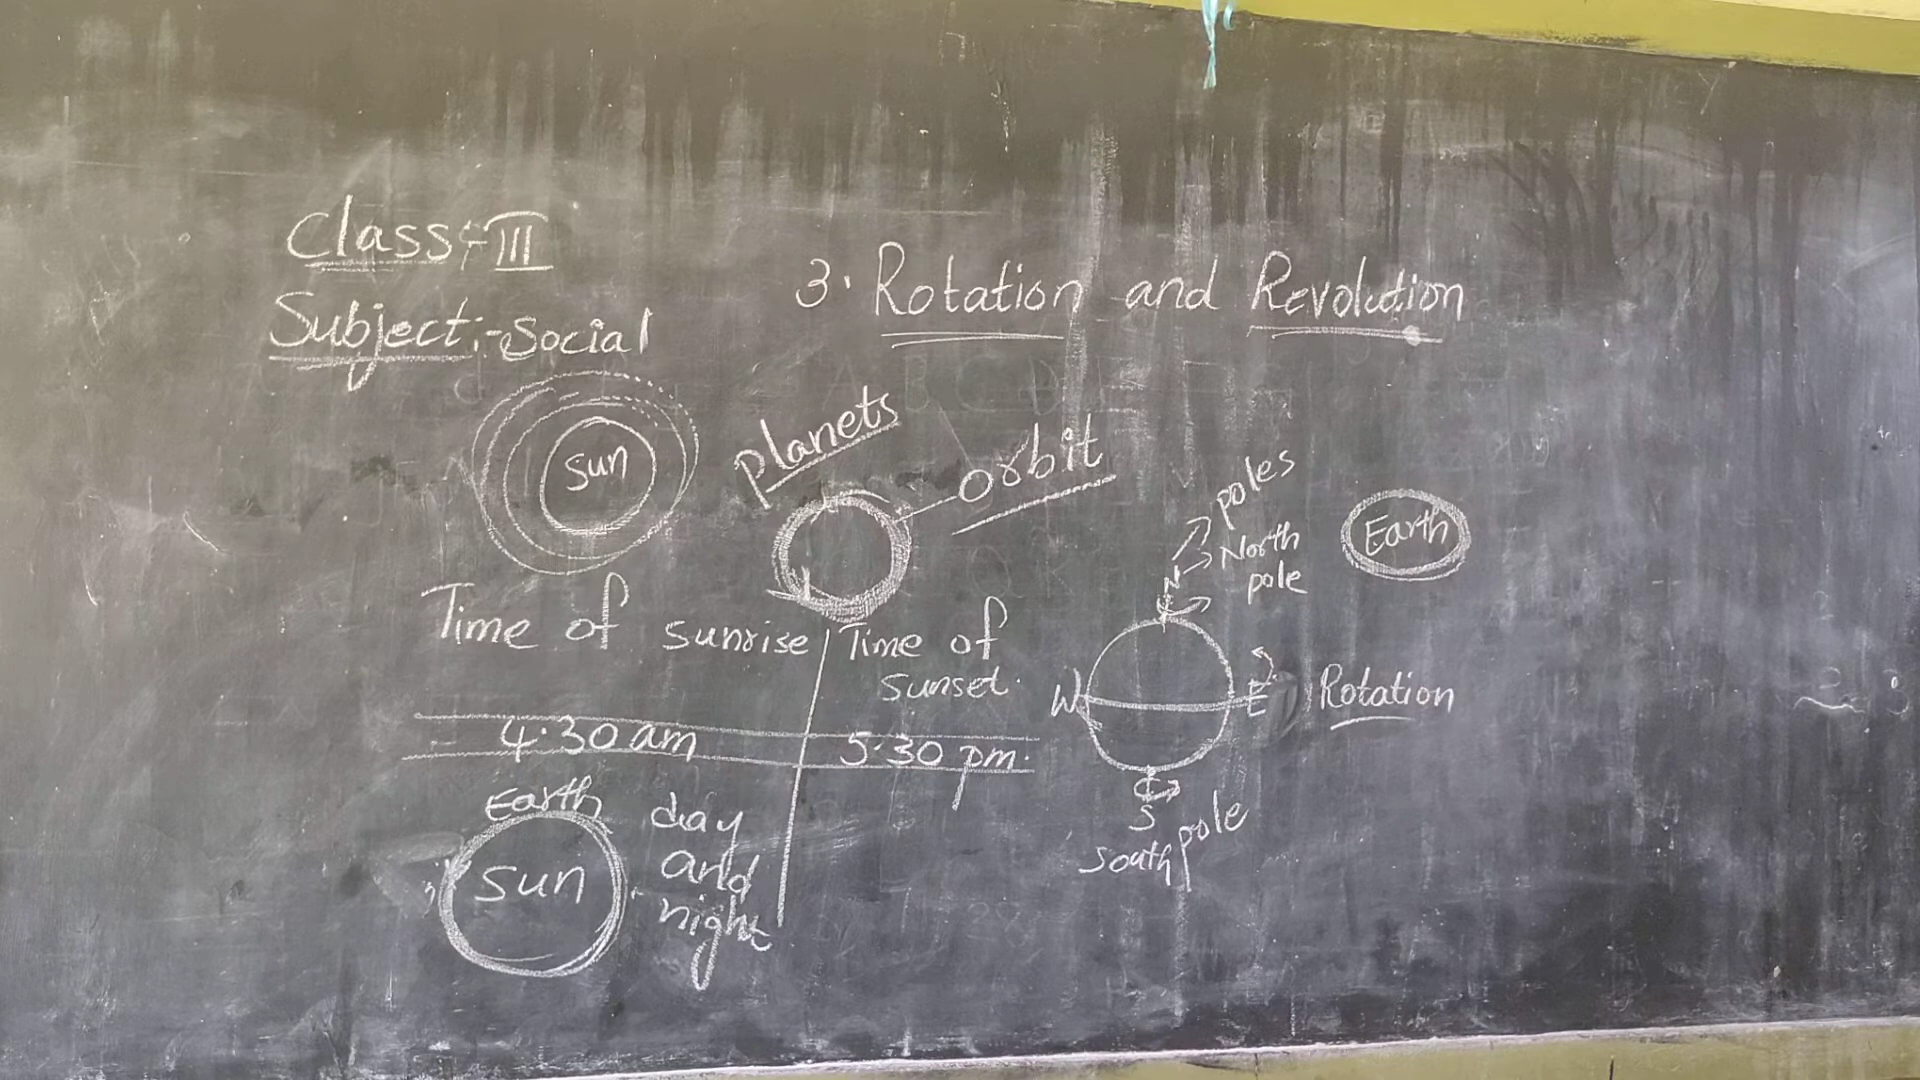 Class:-III
Subject:-Social
3. Rotation and Revolution
Sun
Planets
orbit
poles
North
pole
Earth
N
W
E
Rotation
S
South pole
Time of sunrise
Time of
sunset.
4.30 am
5.30 pm.
Earth
Sun
day
and
night